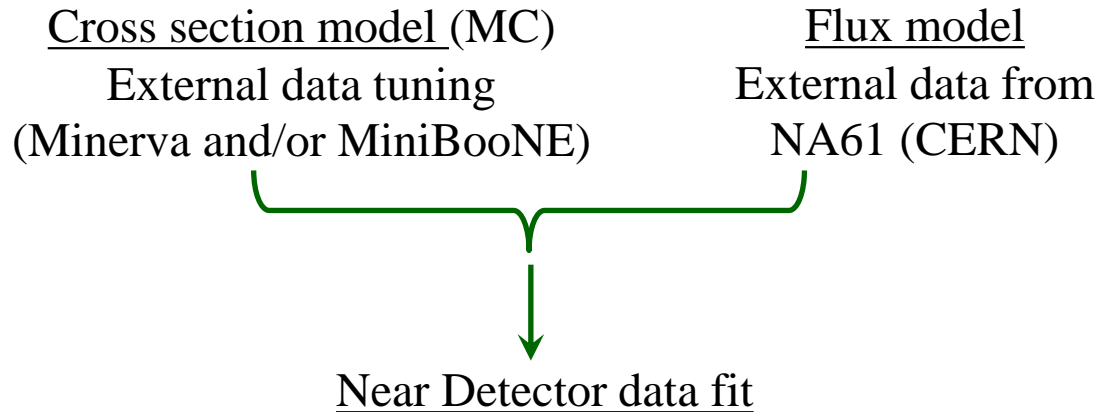 Cross section model (MC)
External data tuning
(Minerva and/or MiniBooNE)
Flux model
External data from
NA61 (CERN)
Near Detector data fit